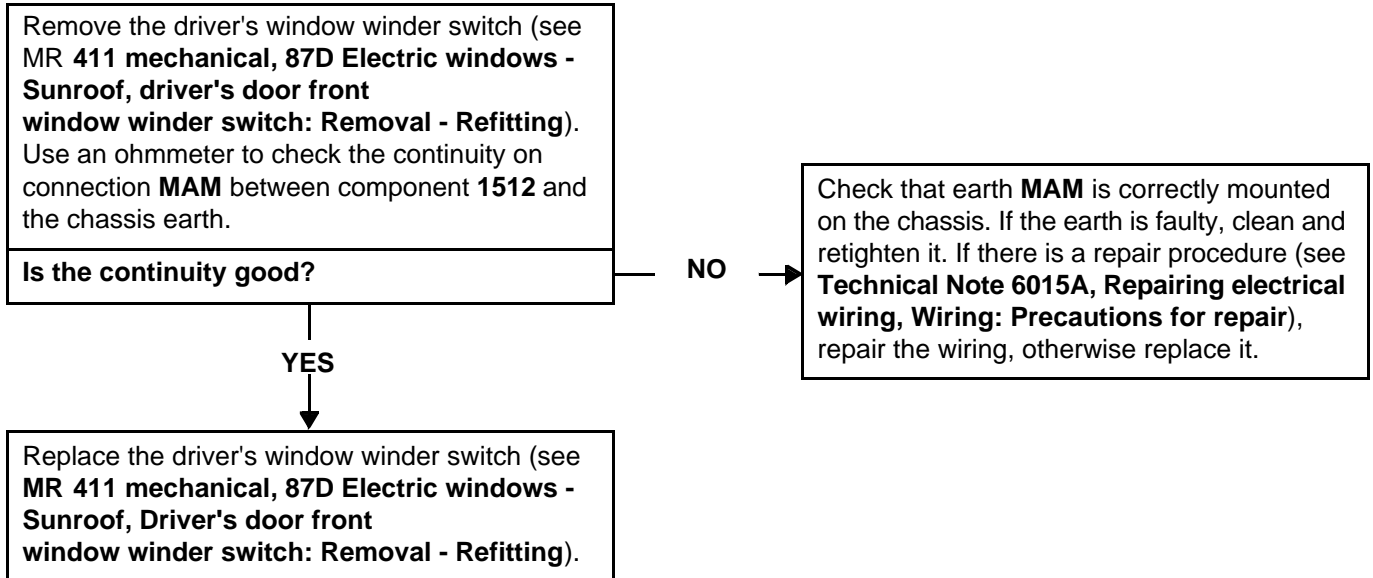 Remove the driver's window winder switch (see
MR 411 mechanical, 87D Electric windows -
Sunroof, driver's door front
window winder switch: Removal - Refitting).
Use an ohmmeter to check the continuity on
connection MAM between component 1512 and
the chassis earth.
Is the continuity good?
NO
Check that earth MAM is correctly mounted
on the chassis. If the earth is faulty, clean and
retighten it. If there is a repair procedure (see
Technical Note 6015A, Repairing electrical
wiring, Wiring: Precautions for repair),
repair the wiring, otherwise replace it.
YES
Replace the driver's window winder switch (see
MR 411 mechanical, 87D Electric windows -
Sunroof, Driver's door front
window winder switch: Removal - Refitting).